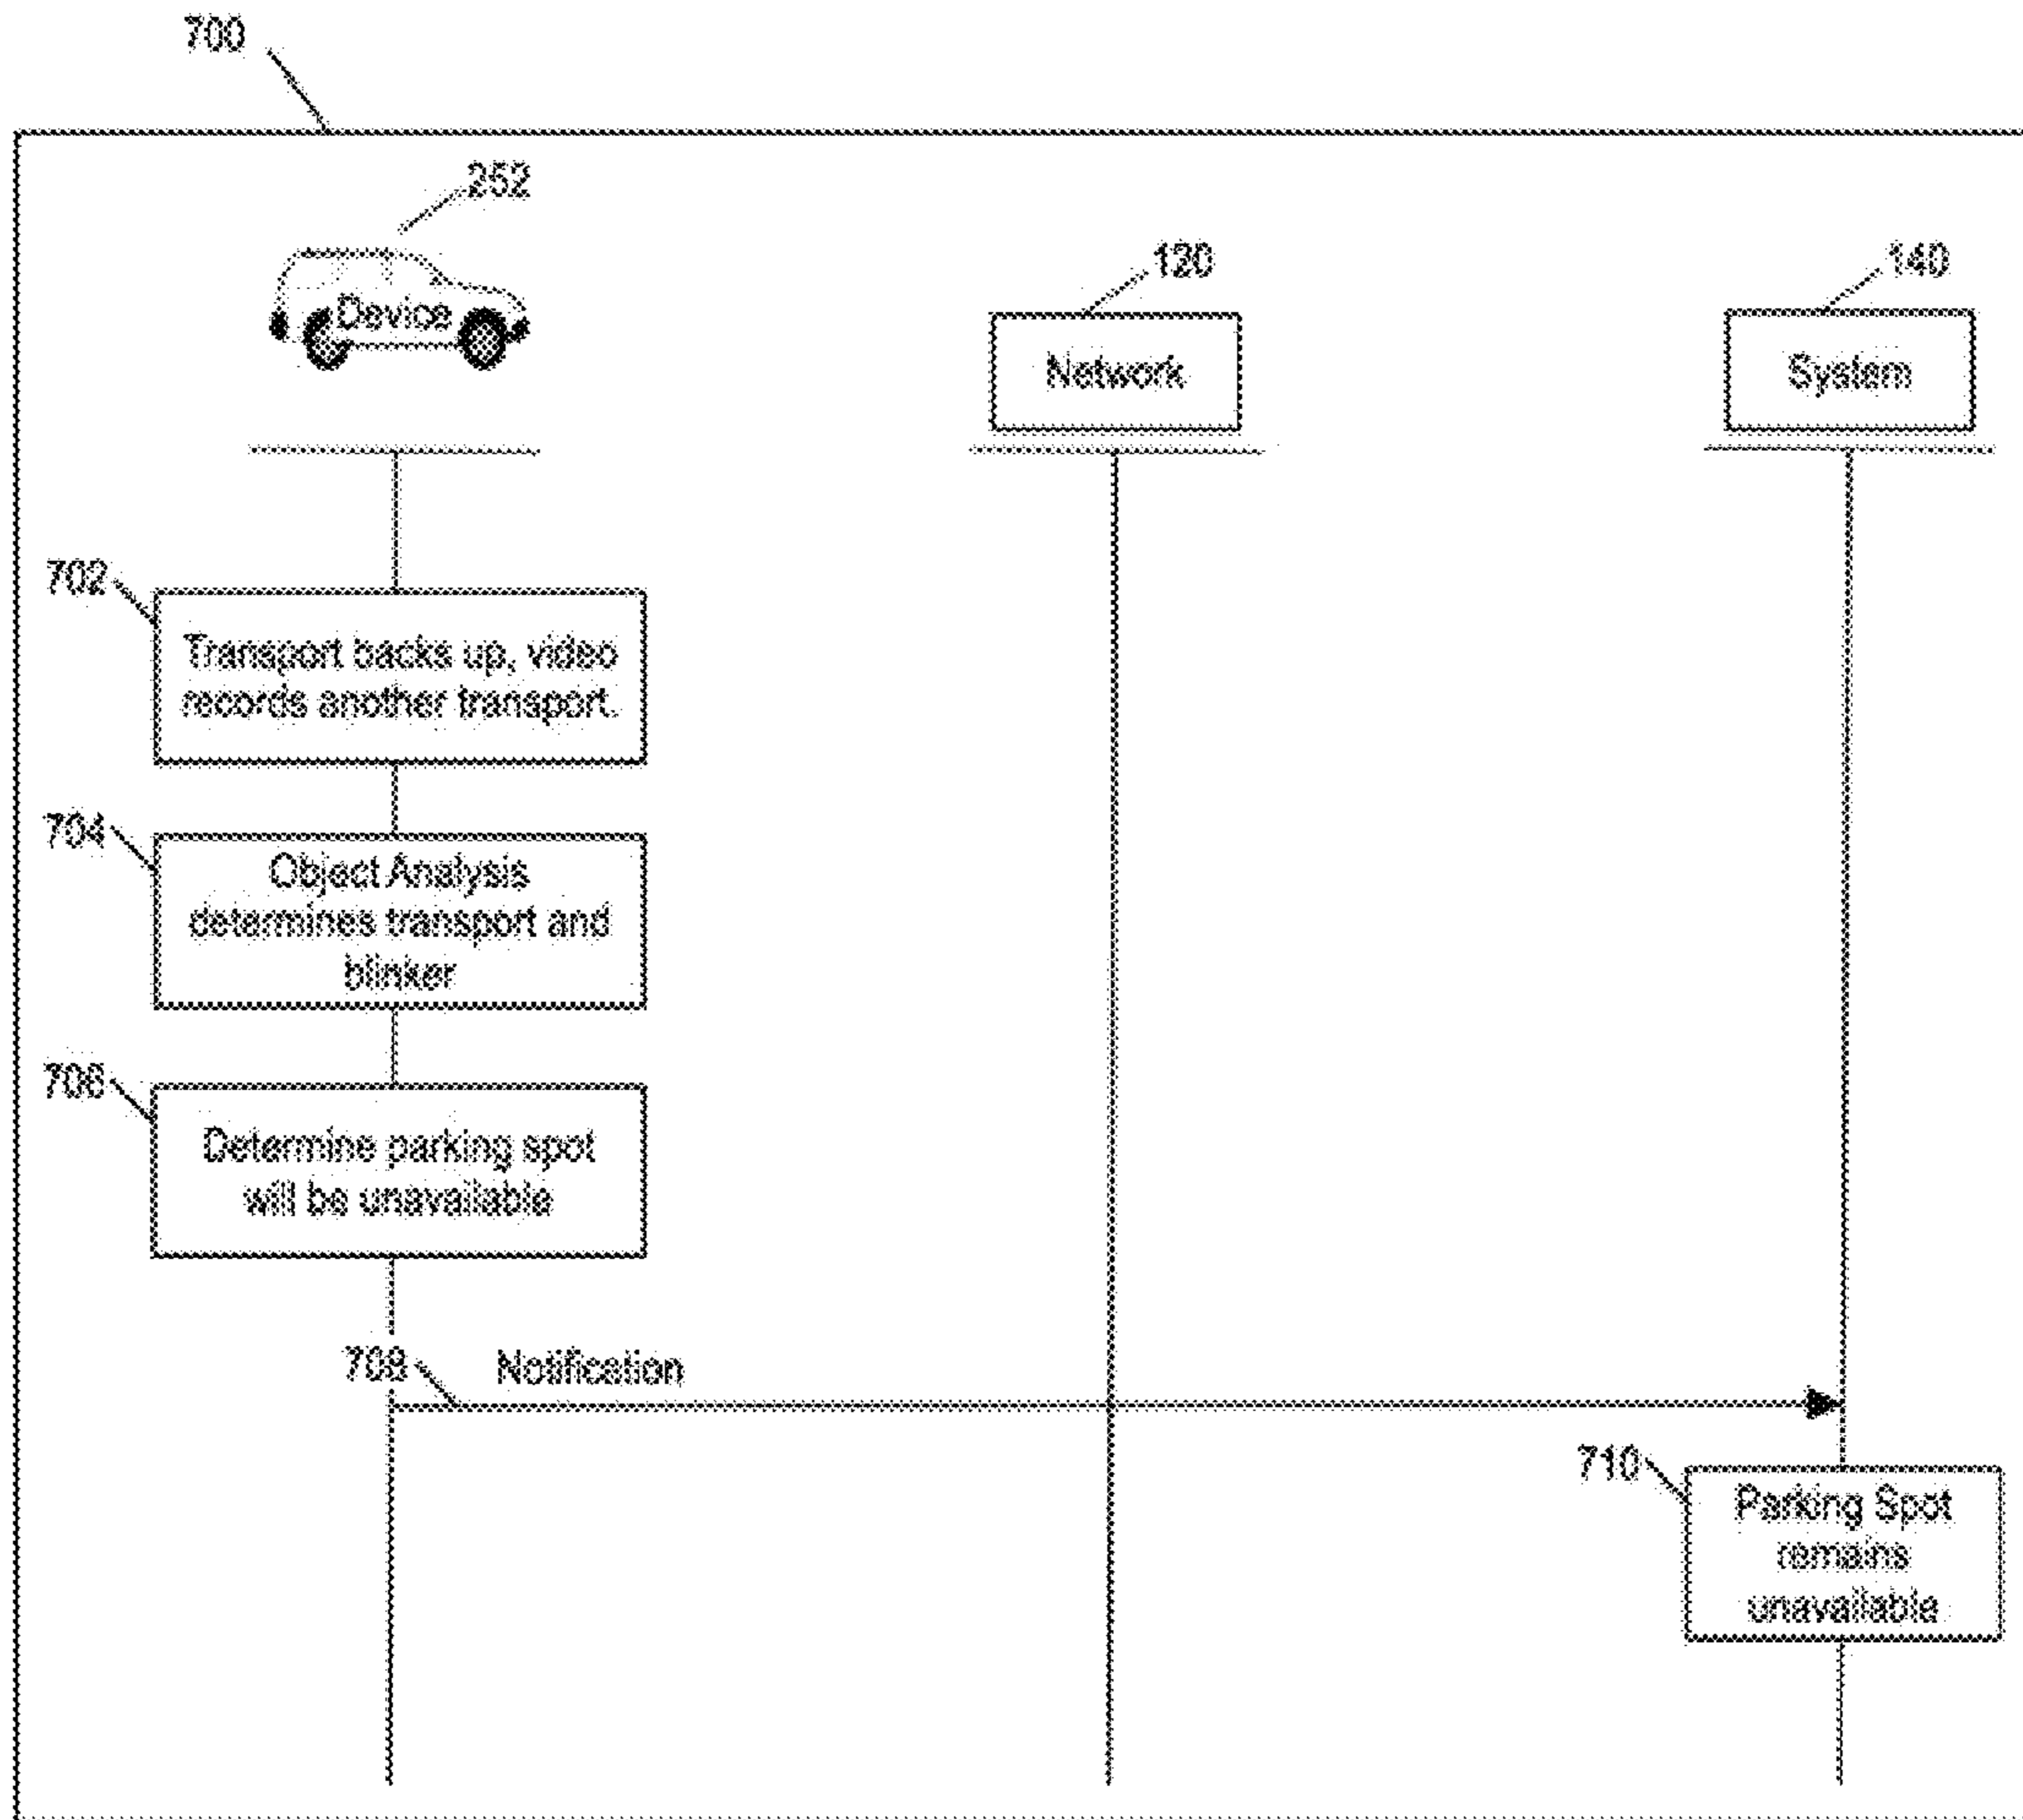 700
252
Device
120
Network
140
System
702
Transport backs up, video
records another transport.
704
Object Analysis
determines transport and
blinker
706
Determine parking spot
will be unavailable
708
Notification
710
Parking Spot
remains
unavailable